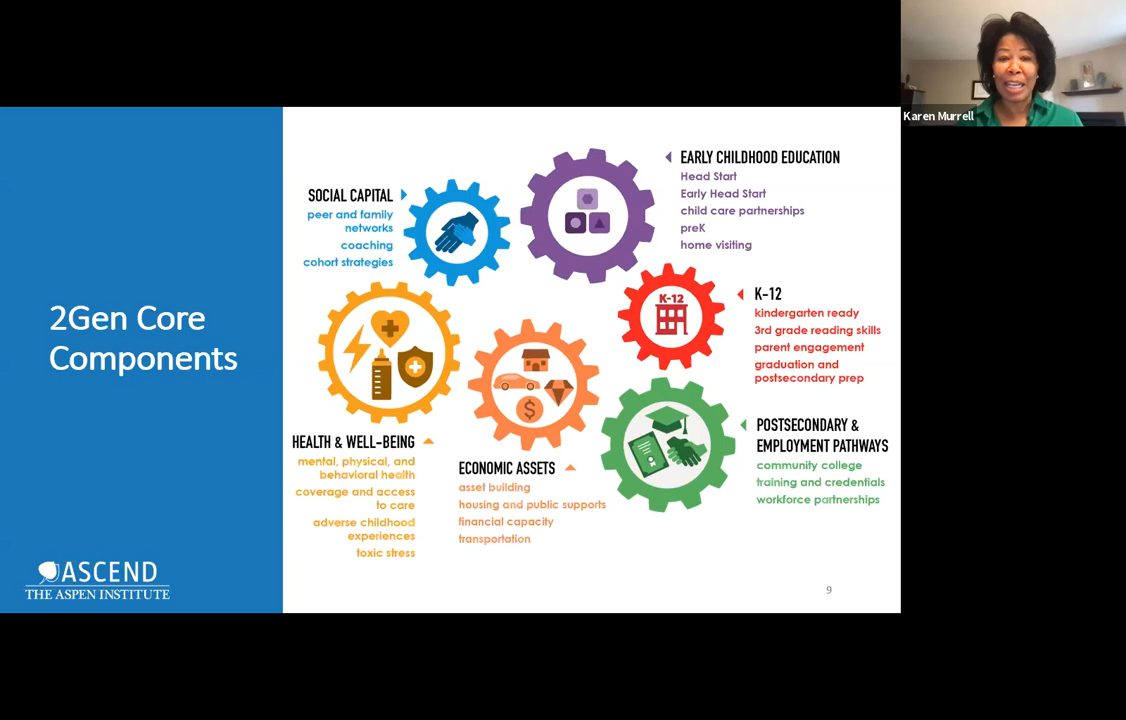 Karen Murrell
2Gen Core
Components
ASCEND
THE ASPEN INSTITUTE
SOCIAL CAPITAL
peer and family
networks
coaching
cohort strategies
EARLY CHILDHOOD EDUCATION
Head Start
Early Head Start
child care partnerships
preK
home visiting
K-12
K-12
kindergarten ready
3rd grade reading skills
parent engagement
graduation and
postsecondary prep
HEALTH & WELL-BEING
mental, physical, and
behavioral health
coverage and access
to care
adverse childhood
experiences
toxic stress
ECONOMIC ASSETS
asset building
housing and public supports
financial capacity
transportation
$
POSTSECONDARY &
EMPLOYMENT PATHWAYS
community college
training and credentials
workforce partnerships
9